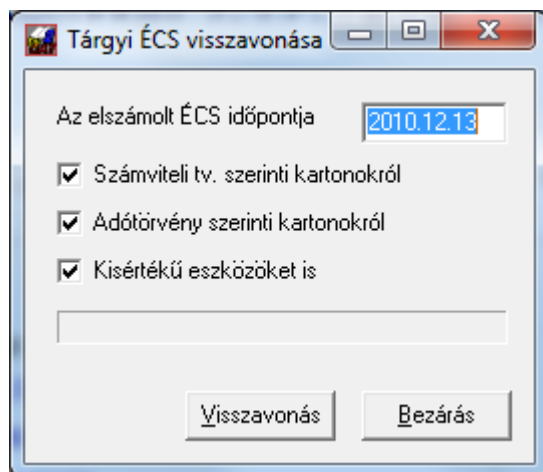 Tárgyi ÉCS visszavonása
Az elszámolt ÉCS időpontja 2010.12.13
Számviteli tv. szerinti kartonokról
Adótörvény szerinti kartonokról
Kisértékű eszközöket is
Visszavonás Bezárás